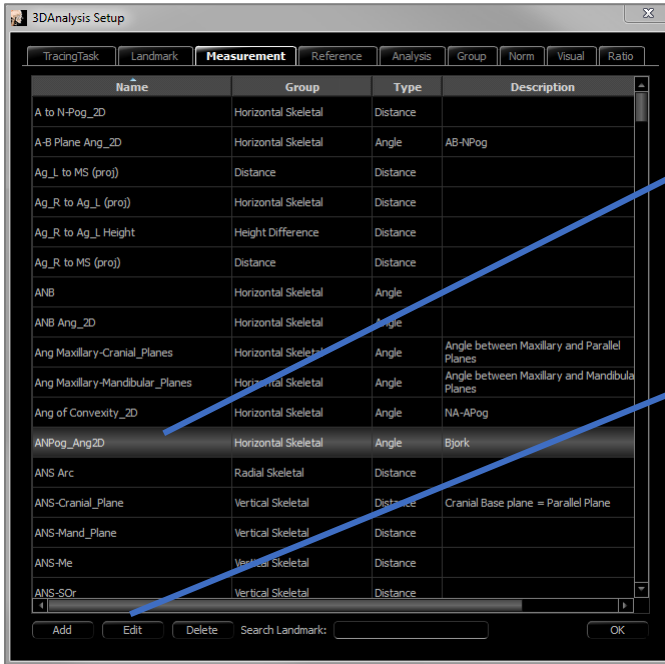 3DAnalysis Setup
TracingTask Landmark Measurement Reference Analysis Group Norm Visual Ratio
Name Group Type Description
A to N-Pog_2D Horizontal Skeletal Distance
A-B Plane Ang_2D Horizontal Skeletal Angle AB-NPog
Ag_L to MS (proj) Distance Distance
Ag_R to Ag_L (proj) Horizontal Skeletal Distance
Ag_R to Ag_L Height Height Difference Distance
Ag_R to MS (proj) Distance Distance
ANB Horizontal Skeletal Angle
ANB Ang_2D Horizontal Skeletal Angle
Ang Maxillary-Cranial_Planes Horizontal Skeletal Angle Angle between Maxillary and Parallel
Planes
Ang Maxillary-Mandibular_Planes Horizontal Skeletal Angle Angle between Maxillary and Mandibula
Planes
Ang of Convexity_2D Horizontal Skeletal Angle NA-APog
ANPog_Ang2D Horizontal Skeletal Angle Bjork
ANS Arc Radial Skeletal Distance
ANS-Cranial_Plane Vertical Skeletal Distance Cranial Base plane = Parallel Plane
ANS-Mand_Plane Vertical Skeletal Distance
ANS-Me Vertical Skeletal Distance
ANS-SOr Vertical Skeletal Distance
Add Edit Delete Search Landmark: OK